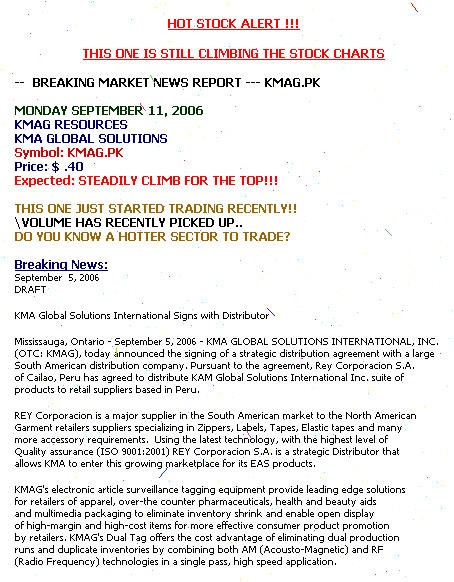 HOT STOCK ALERT !!!
THIS ONE IS STILL CLIMBING THE STOCK CHARTS
-- BREAKING MARKET NEWS REPORT --- KMAG.PK
MONDAY SEPTEMBER 11, 2006
KMAG RESOURCES
KMA GLOBAL SOLUTIONS
Symbol: KMAG.PK
Price: $ .40
Expected: STEADILY CLIMB FOR THE TOP!!!
THIS ONE JUST STARTED TRADING RECENTLY!!
\VOLUME HAS RECENTLY PICKED UP..
DO YOU KNOW A HOTTER SECTOR TO TRADE?
Breaking News:
September 5, 2006
DRAFT
KMA Global Solutions International Signs with Distributor
Mississauga, Ontario - September 5, 2006 - KMA GLOBAL SOLUTIONS INTERNATIONAL, INC.
(OTC: KMAG), today announced the signing of a strategic distribution agreement with a large
South American distribution company. Pursuant to the agreement, Rey Corporacion S.A.
of Cailao, Peru has agreed to distribute KAM Global Solutions International Inc. suite of
products to retail suppliers based in Peru.
REY Corporacion is a major supplier in the South American market to the North American
Garment retailers suppliers specializing in Zippers, Labels, Tapes, Elastic tapes and many
more accessory requirements. Using the latest technology, with the highest level of
Quality assurance (ISO 9001:2001) REY Corporacion S.A. is a strategic Distributor that
allows KMA to enter this growing marketplace for its EAS products.
KMAG's electronic article surveillance tagging equipment provide leading edge solutions
for retailers of apparel, over-the counter pharmaceuticals, health and beauty aids
and multimedia packaging to eliminate inventory shrink and enable open display
of high-margin and high-cost items for more effective consumer product promotion
by retailers. KMAG's Dual Tag offers the cost advantage of eliminating dual production
runs and duplicate inventories by combining both AM (Acousto-Magnetic) and RF
(Radio Frequency) technologies in a single pass, high speed application.